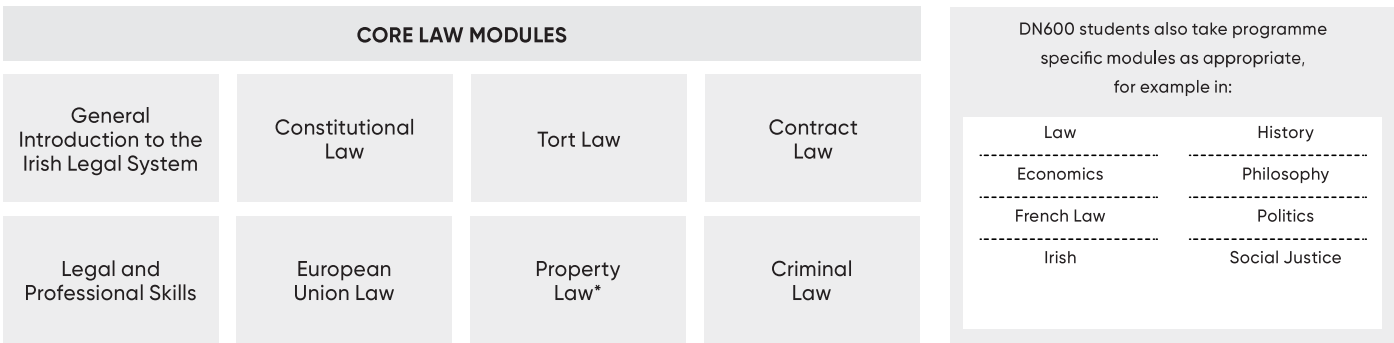 CORE LAW MODULES
General
Introduction to the
Irish Legal System
Constitutional
Law
Tort Law
Contract
Law
Legal and
Professional Skills
European
Union Law
Property
Law*
Criminal
Law
DN600 students also take programme
specific modules as appropriate,
for example in:
Law
History
Economics
Philosophy
French Law
Politics
Irish
Social Justice